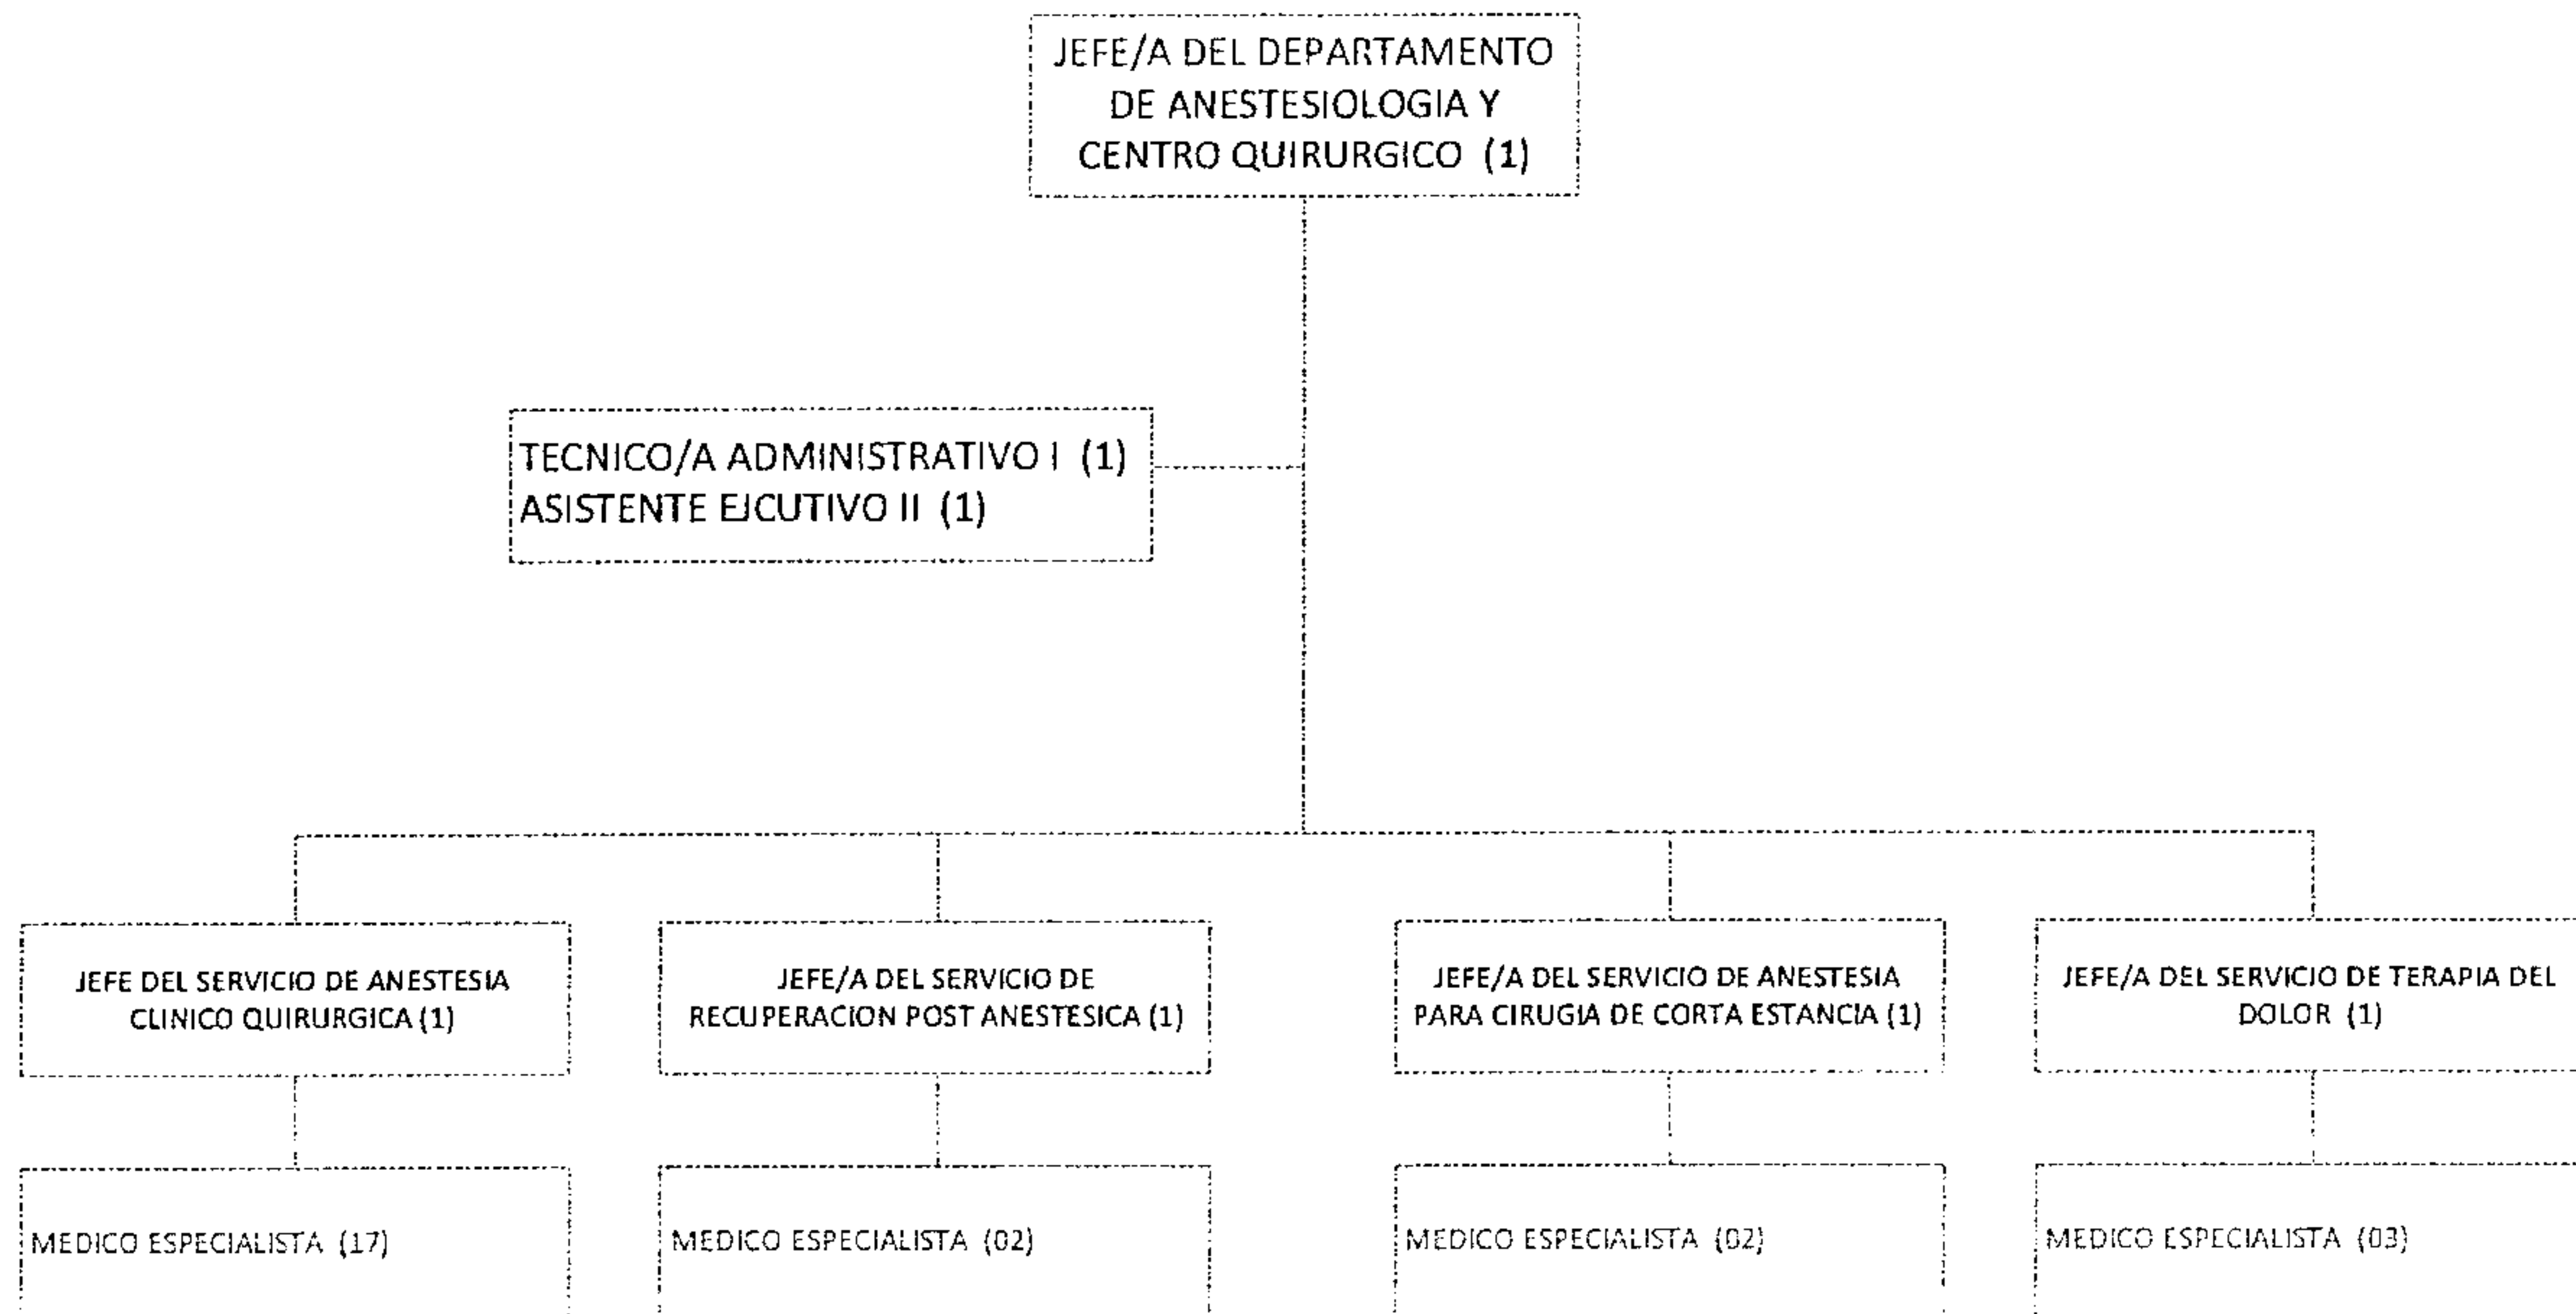 JEFE/A DEL DEPARTAMENTO
DE ANESTESIOLOGIA Y
CENTRO QUIRURGICO (1)
TECNICO/A ADMINISTRATIVO I (1)
ASISTENTE EJCUTIVO II (1)
JEFE DEL SERVICIO DE ANESTESIA
CLINICO QUIRURGICA (1)
JEFE/A DEL SERVICIO DE
RECUPERACION POST ANESTESICA (1)
JEFE/A DEL SERVICIO DE ANESTESIA
PARA CIRUGIA DE CORTA ESTANCIA (1)
JEFE/A DEL SERVICIO DE TERAPIA DEL
DOLOR (1)
MEDICO ESPECIALISTA (17)
MEDICO ESPECIALISTA (02)
MEDICO ESPECIALISTA (02)
MEDICO ESPECIALISTA (03)